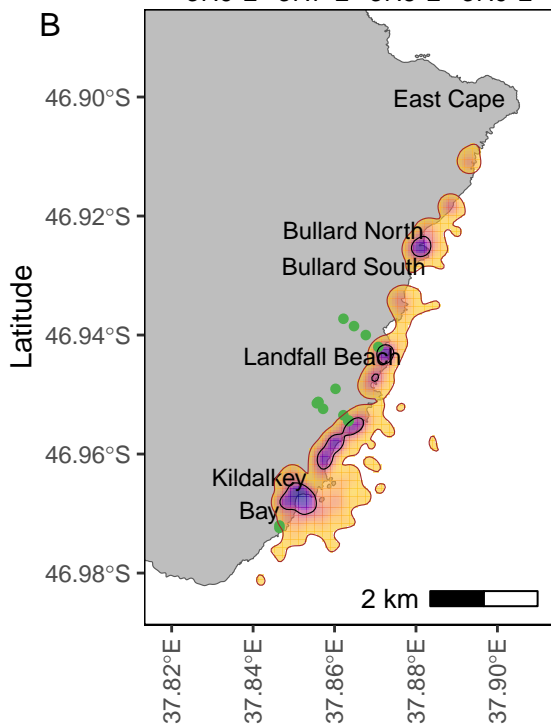 B
East Cape
46.90°S
46.92°S
Bullard North
Bullard South
46.94°S
Landfall Beach
46.96°S
Kildalkey
Bay
46.98°S
2 km
Latitude
37.82°E
37.84°E
37.86°E
37.88°E
37.90°E